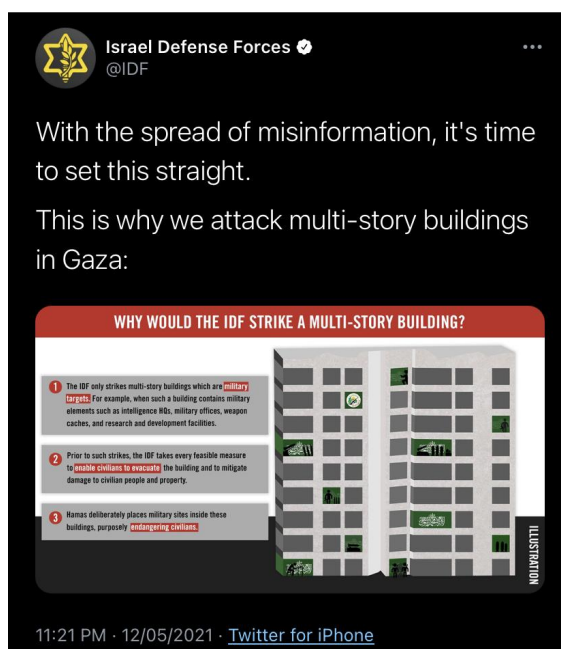 Israel Defense Forces
@IDF
With the spread of misinformation, it's time
to set this straight.
This is why we attack multi-story buildings
in Gaza:
WHY WOULD THE IDF STRIKE A MULTI-STORY BUILDING?
1 The IDF only strikes multi-story buildings which are military
targets. For example, when such a building contains military
elements such as intelligence HQs, military offices, weapon
caches, and research and development facilities.
2 Prior to such strikes, the IDF takes every feasible measure
to enable civilians to evacuate the building and to mitigate
damage to civilian people and property.
3 Hamas deliberately places military sites inside these
buildings, purposely endangering civilians.
ILLUSTRATION
11:21 PM · 12/05/2021 · Twitter for iPhone